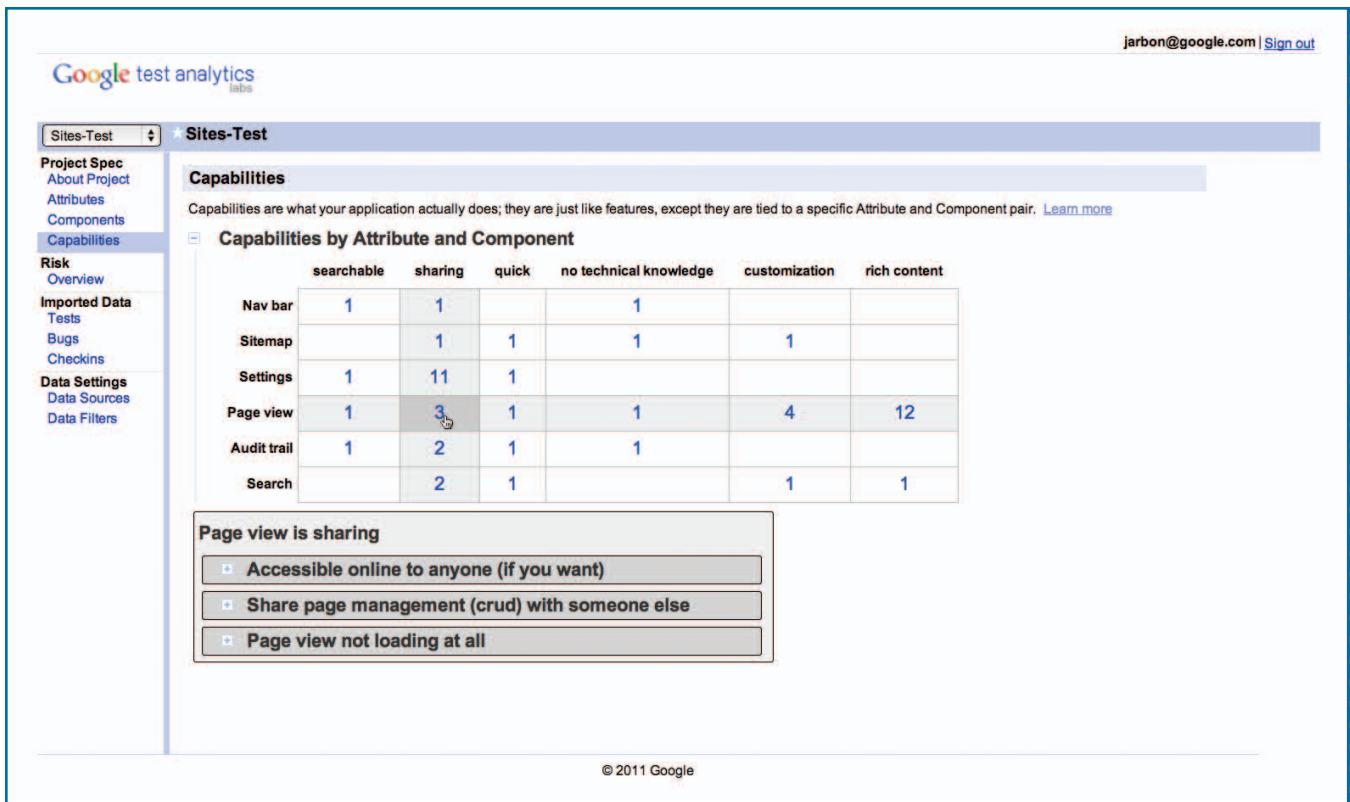 jarbon@google.com | Sign out
Google test analytics
labs
Sites-Test
Sites-Test
Project Spec
About Project
Attributes
Components
Capabilities
Risk
Overview
Imported Data
Tests
Bugs
Checkins
Data Settings
Data Sources
Data Filters
Capabilities
Capabilities are what your application actually does; they are just like features, except they are tied to a specific Attribute and Component pair. Learn more
Capabilities by Attribute and Component
searchable sharing quick no technical knowledge customization rich content
Nav bar 1 1 1
Sitemap 1 1 1 1
Settings 1 11 1
Page view 1 3 1 1 4 12
Audit trail 1 2 1 1
Search 2 1 1 1
Page view is sharing
Accessible online to anyone (if you want)
Share page management (crud) with someone else
Page view not loading at all
© 2011 Google